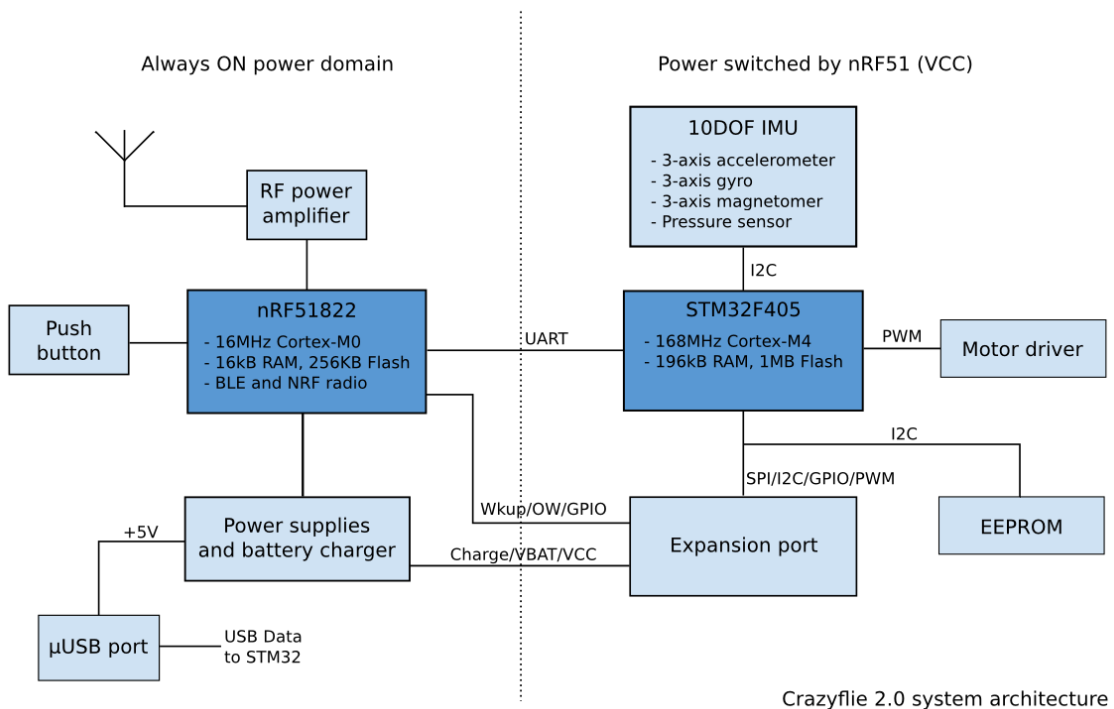 Always ON power domain
Power switched by nRF51 (VCC)
10DOF IMU
- 3-axis accelerometer
- 3-axis gyro
- 3-axis magnetomer
- Pressure sensor
RF power
amplifier
I2C
nRF51822
- 16MHz Cortex-M0
- 16kB RAM, 256KB Flash
- BLE and NRF radio
STM32F405
- 168MHz Cortex-M4
- 196kB RAM, 1MB Flash
Push
button
UART
PWM
Motor driver
I2C
SPI/I2C/GPIO/PWM
Wkup/OW/GPIO
Power supplies
and battery charger
+5V
Charge/VBAT/VCC
Expansion port
EEPROM
µUSB port
USB Data
to STM32
Crazyflie 2.0 system architecture